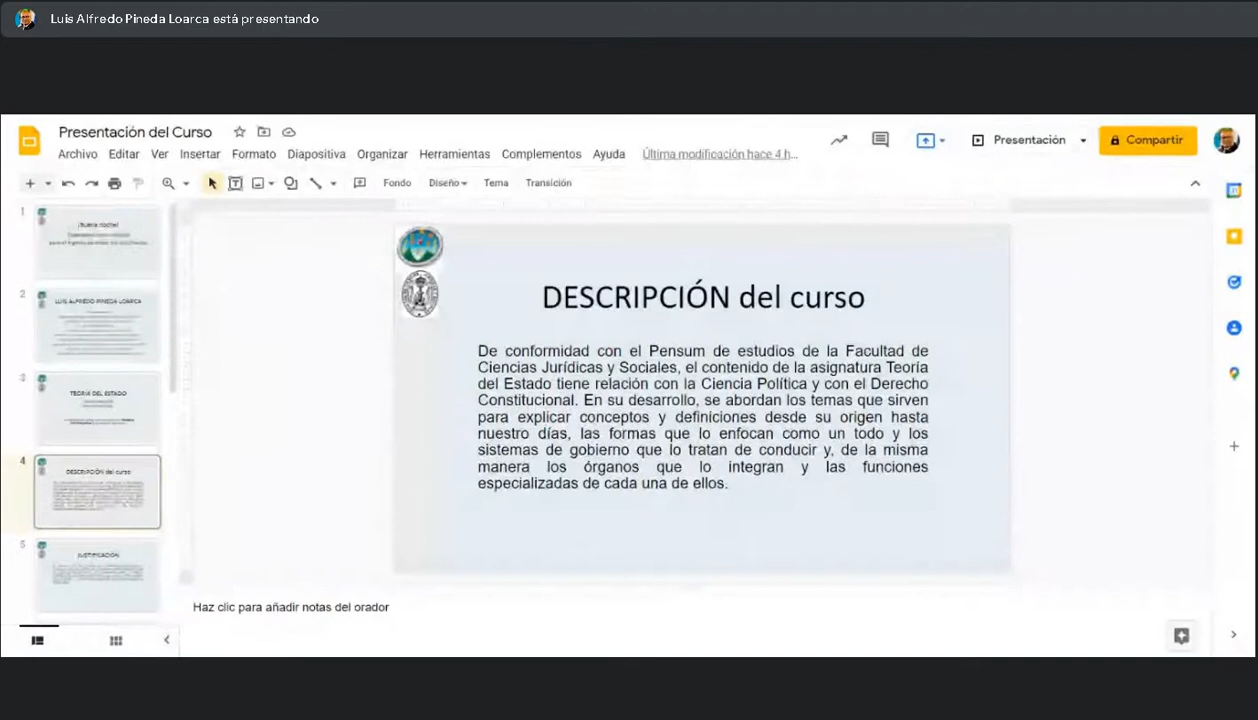 Luis Alfredo Pineda Loarca está presentando
Presentación del Curso
Archivo Editar Ver Insertar Formato Diapositiva Organizar Herramientas Complementos Ayuda Última modificación hace 4 h...
Presentación
Compartir
Fondo Diseño Tema Transición
1
2
LUIS ALFREDO PINEDA LOARCA
3
TEORÍA DEL ESTADO
4
DESCRIPCIÓN del curso
5
JUSTIFICACIÓN
DESCRIPCIÓN del curso
De conformidad con el Pensum de estudios de la Facultad de
Ciencias Jurídicas y Sociales, el contenido de la asignatura Teoría
del Estado tiene relación con la Ciencia Política y con el Derecho
Constitucional. En su desarrollo, se abordan los temas que sirven
para explicar conceptos y definiciones desde su origen hasta
nuestro días, las formas que lo enfocan como un todo y los
sistemas de gobierno que lo tratan de conducir y, de la misma
manera los órganos que lo integran y las funciones
especializadas de cada una de ellos.
Haz clic para añadir notas del orador